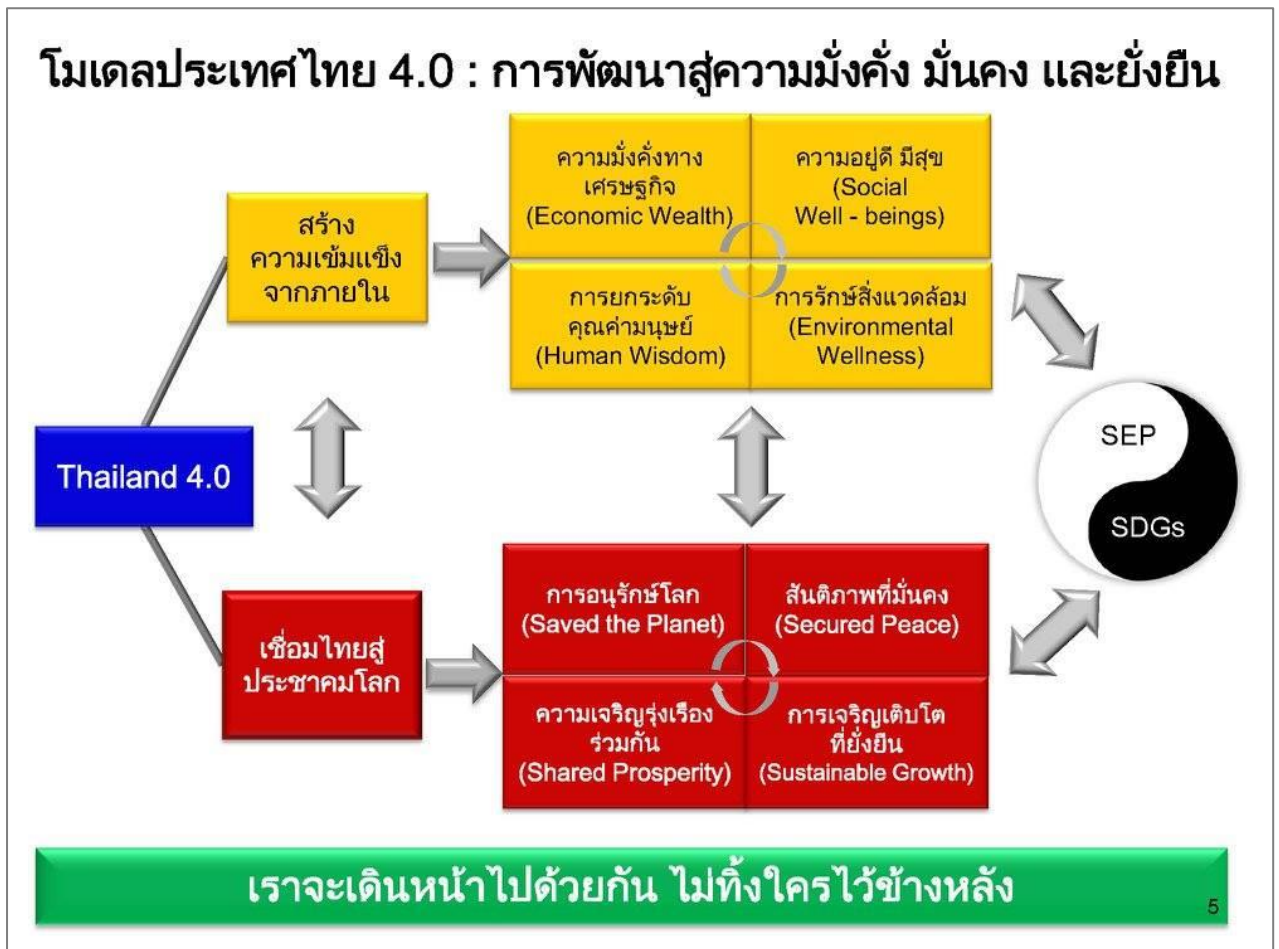 โมเดลประเทศไทย 4.0 : การพัฒนาสู่ความมั่งคั่ง มั่นคง และยั่งยืน
ความมั่งคั่งทาง
เศรษฐกิจ
(Economic Wealth)
ความอยู่ดี มีสุข
(Social
Well - beings)
สร้าง
ความเข้มแข็ง
จากภายใน
การยกระดับ
คุณค่ามนุษย์
(Human Wisdom)
การรักษ์สิ่งแวดล้อม
(Environmental
Wellness)
Thailand 4.0
SEP
SDGs
การอนุรักษ์โลก
(Saved the Planet)
สันติภาพที่มั่นคง
(Secured Peace)
เชื่อมไทยสู่
ประชาคมโลก
ความเจริญรุ่งเรือง
ร่วมกัน
(Shared Prosperity)
การเจริญเติบโต
ที่ยั่งยืน
(Sustainable Growth)
เราจะเดินหน้าไปด้วยกัน ไม่ทิ้งใครไว้ข้างหลัง
5